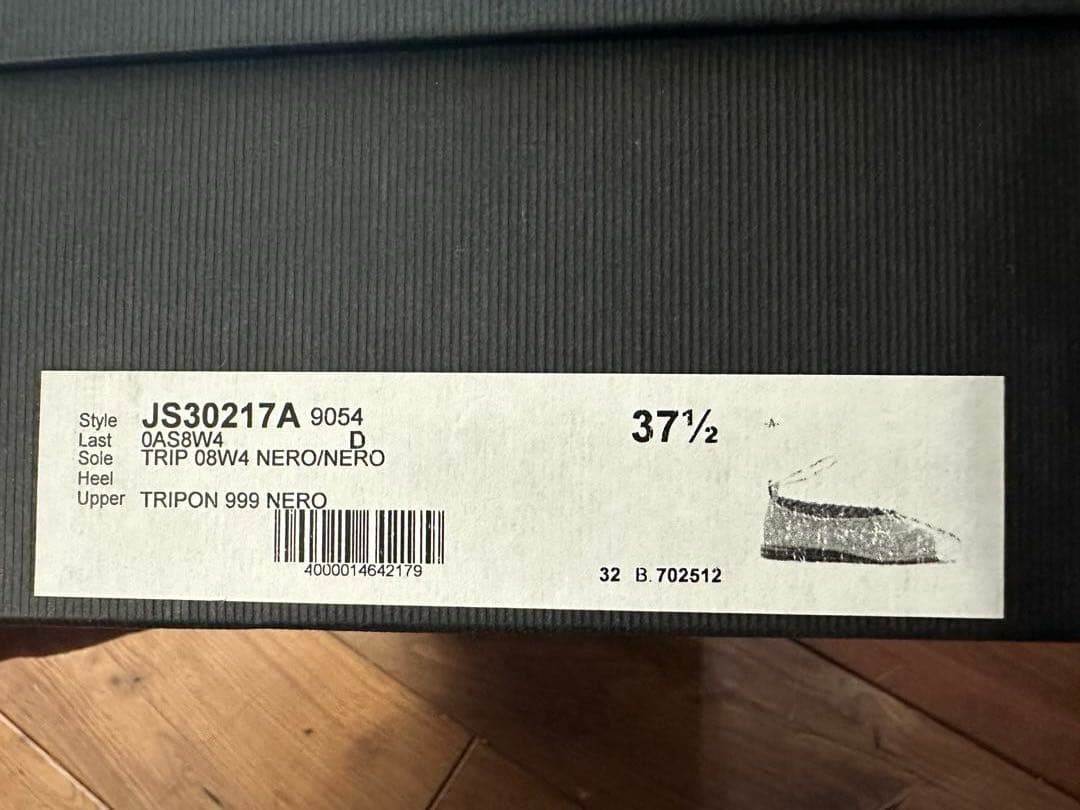 Style JS30217A 9054
Last 0AS8W4 D
Sole TRIP 08W4 NERO/NERO
Heel
Upper TRIPON 999 NERO
4000014642179
37½
-A-
32 B.702512